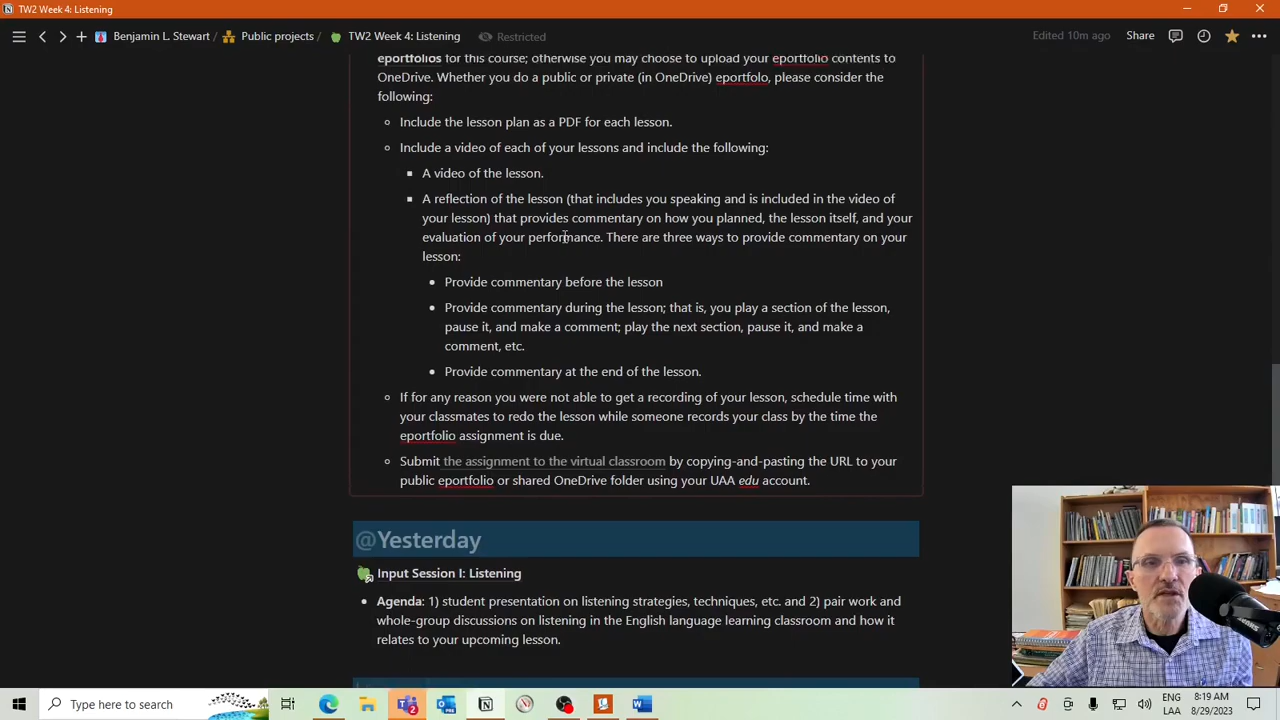 TW2 Week 4: Listening
Benjamin L. Stewart / Public projects / TW2 Week 4: Listening Restricted Edited 10m ago Share
eportfolios for this course; otherwise you may choose to upload your eportfolio contents to
OneDrive. Whether you do a public or private (in OneDrive) eportfolo, please consider the
following:
Include the lesson plan as a PDF for each lesson.
Include a video of each of your lessons and include the following:
A video of the lesson.
A reflection of the lesson (that includes you speaking and is included in the video of
your lesson) that provides commentary on how you planned, the lesson itself, and your
evaluation of your performance. There are three ways to provide commentary on your
lesson:
Provide commentary before the lesson
Provide commentary during the lesson; that is, you play a section of the lesson,
pause it, and make a comment; play the next section, pause it, and make a
comment, etc.
Provide commentary at the end of the lesson.
If for any reason you were not able to get a recording of your lesson, schedule time with
your classmates to redo the lesson while someone records your class by the time the
eportfolio assignment is due.
Submit the assignment to the virtual classroom by copying-and-pasting the URL to your
public eportfolio or shared OneDrive folder using your UAA edu account.
@Yesterday
Input Session I: Listening
Agenda: 1) student presentation on listening strategies, techniques, etc. and 2) pair work and
whole-group discussions on listening in the English language learning classroom and how it
relates to your upcoming lesson.
Type here to search
ENG
LAA
8:19 AM
8/29/2023